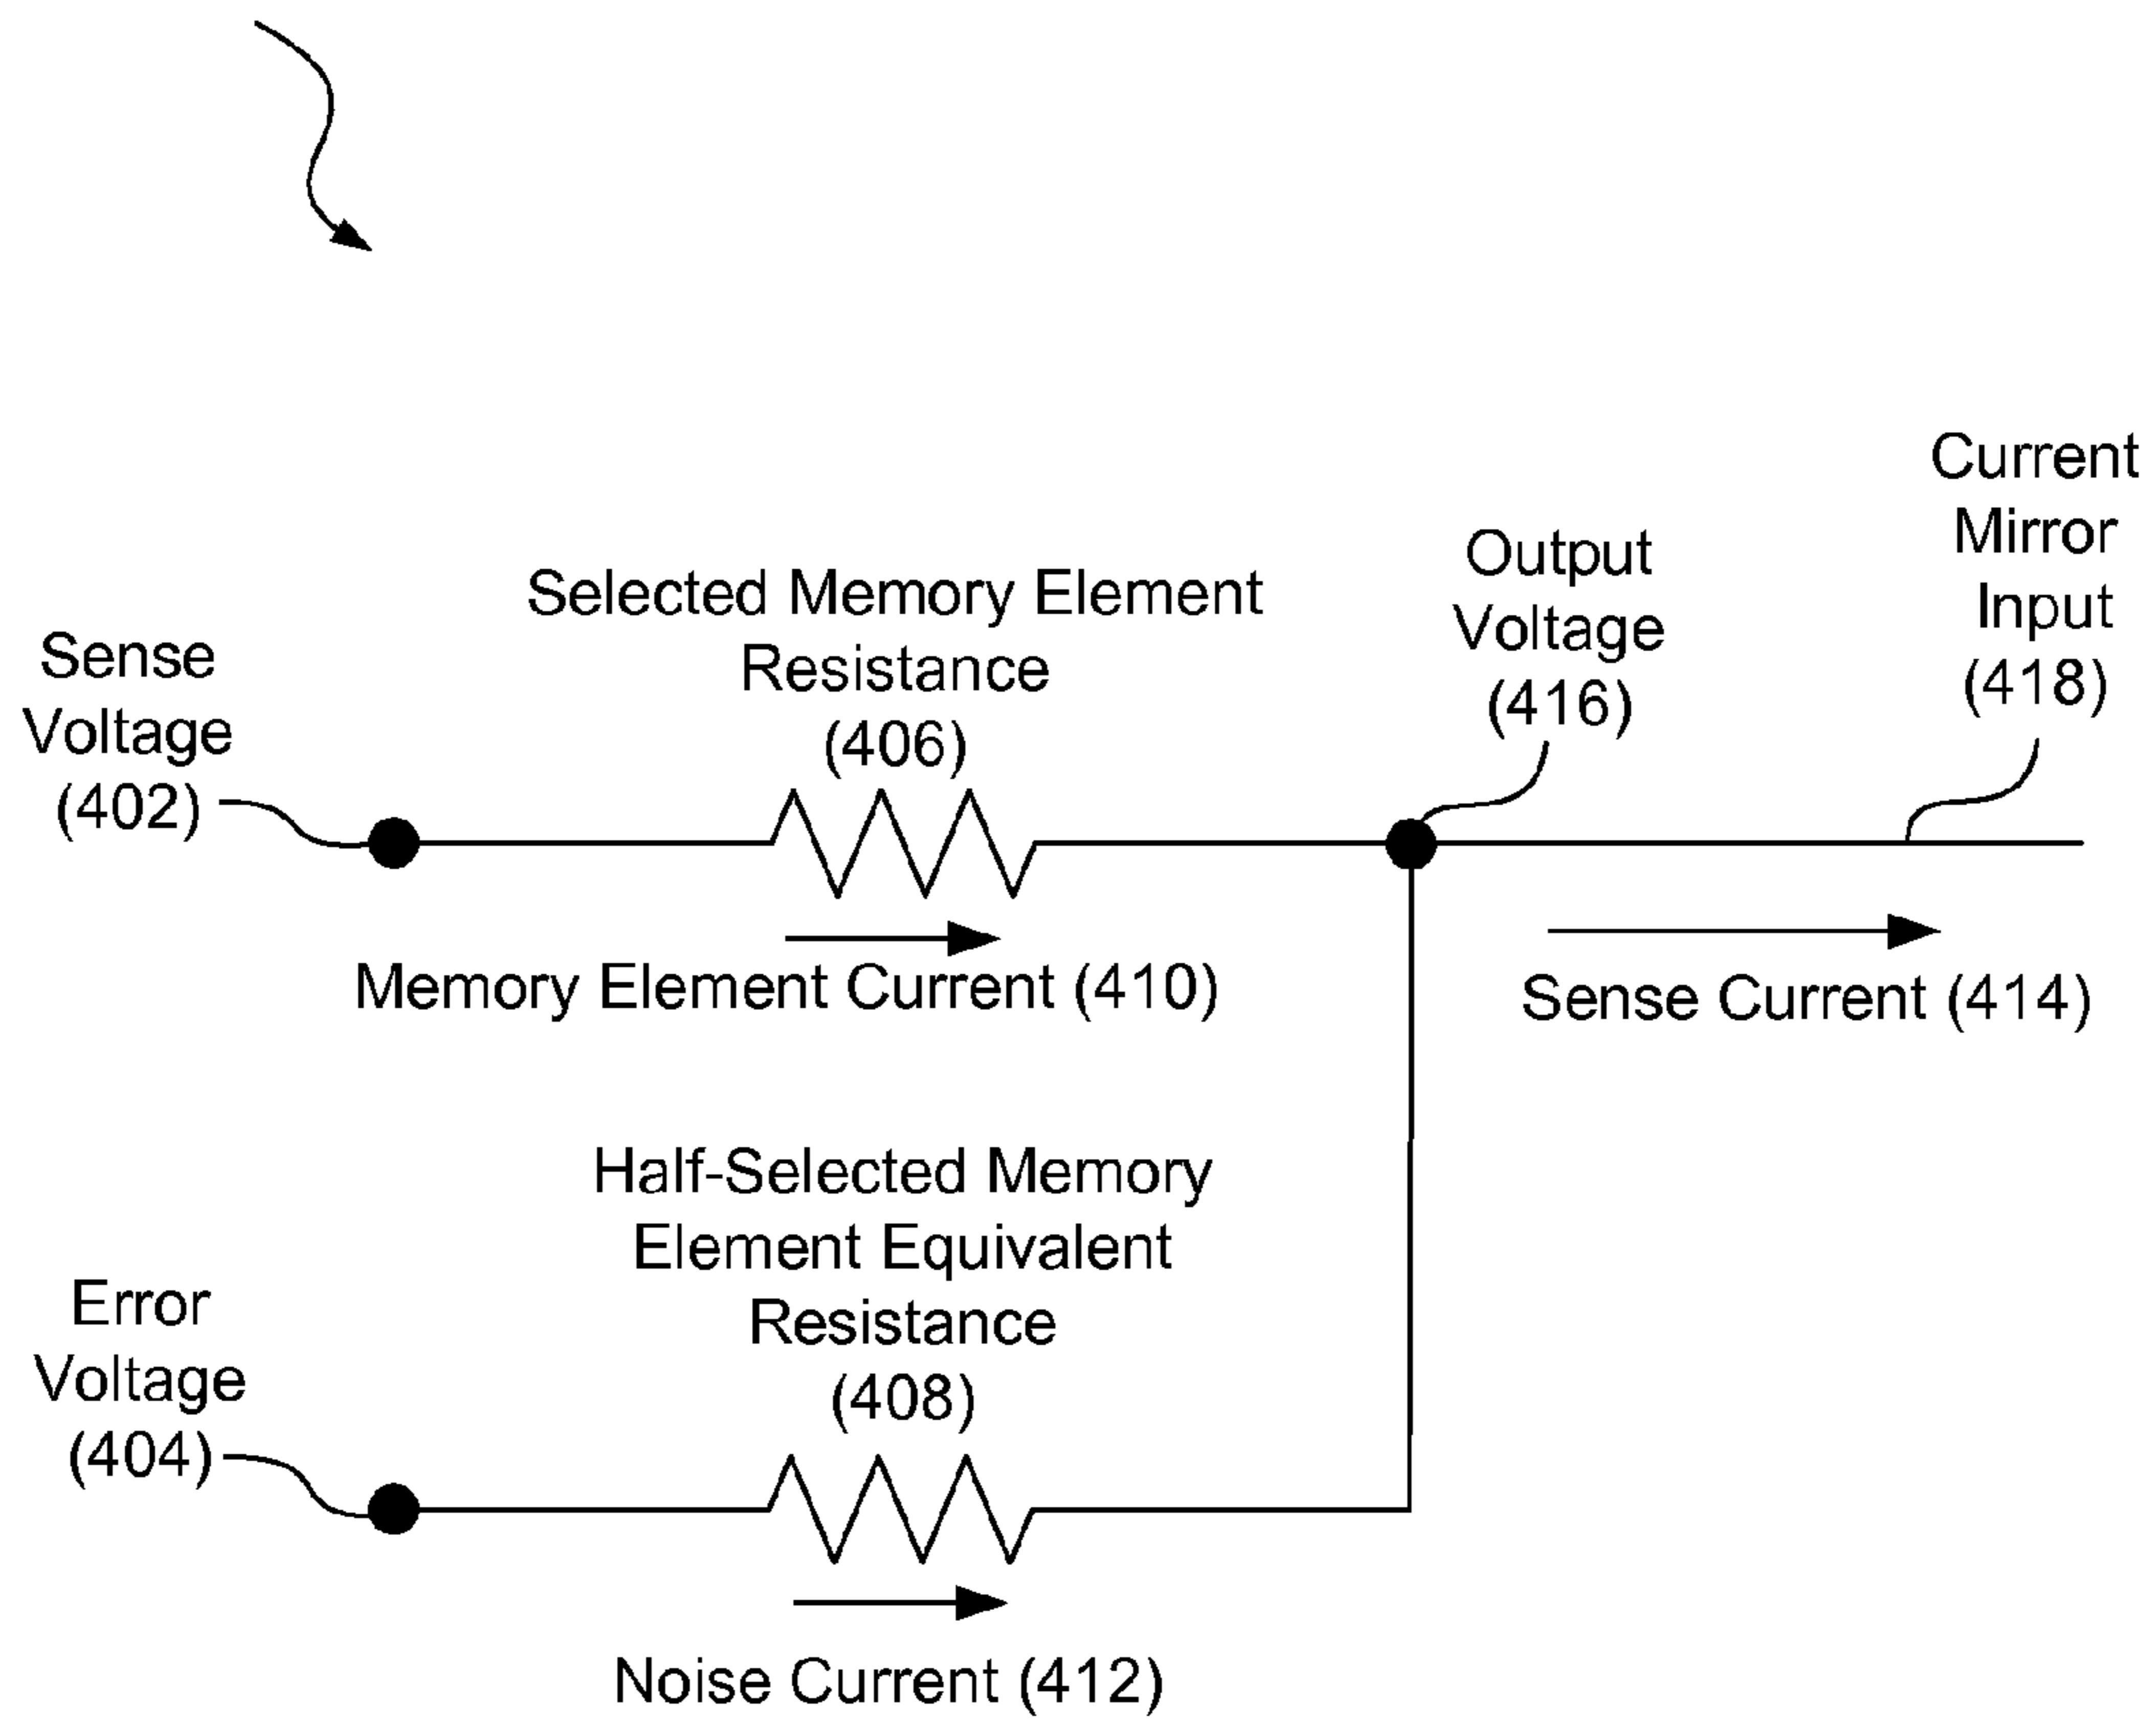 Current
Mirror
Input
(418)
Output
Voltage
(416)
Selected Memory Element
Resistance
(406)
Sense
Voltage
(402)
Memory Element Current (410)
Sense Current (414)
Half-Selected Memory
Element Equivalent
Resistance
(408)
Error
Voltage
(404)
Noise Current (412)